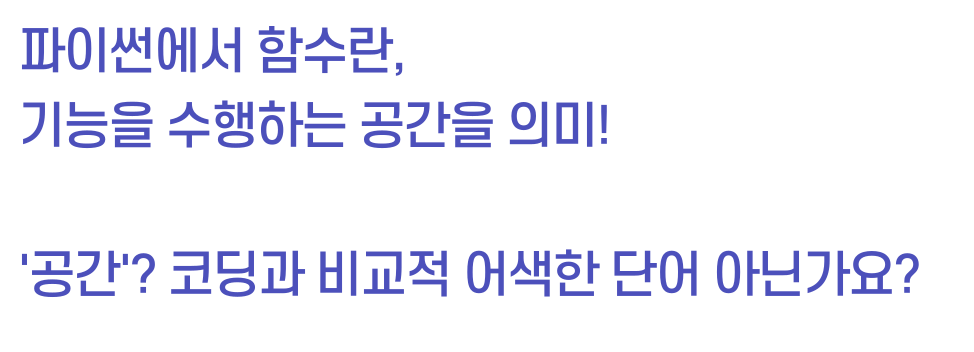 파이썬에서 함수란,
기능을 수행하는 공간을 의미!
'공간'? 코딩과 비교적 어색한 단어 아닌가요?